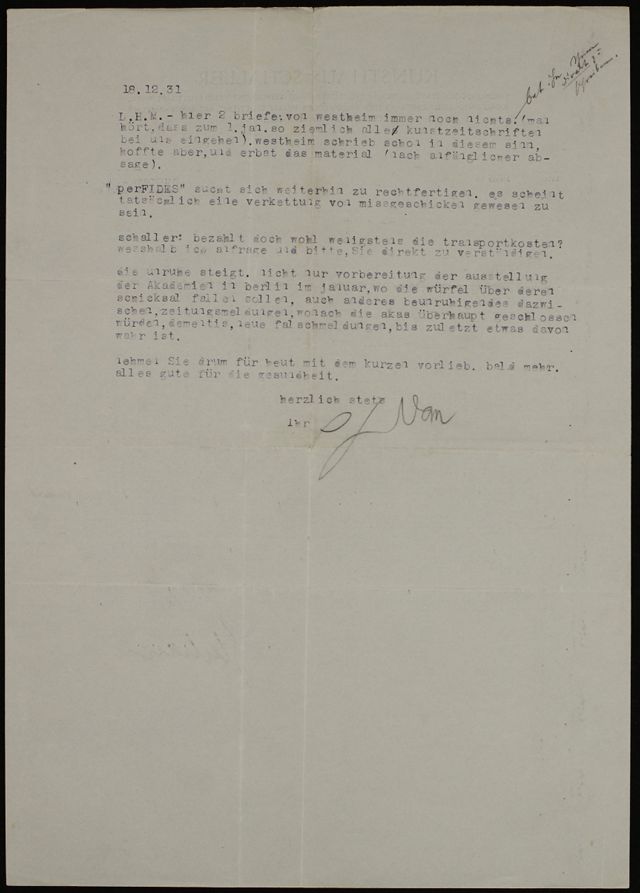 18.12.31
L.H.M.- hier 2 briefe; von westheim immer noch nichts. (man
hört, dass zum 1.jan. so ziemlich alle kunstzeitschriften
bei uns eingehen). westheim schrieb schon in diesem sinn,
hoffte aber, und erbat das material (nach anfänglicher ab-
sage).
"perFIDES" sucht sich weiterhin zu rechtfertigen. es scheint
tatsächlich eine verkettung von missgeschicken gewesen zu
sein.
schaller: bezahlt doch wohl wenigstens die transportkosten?
wesshalb ich anfrage und bitte, Sie direkt zu verständigen.
die unruhe steigt. nicht nur vorbereitung der ausstellung
der Akademien in berlin im januar, wo die würfel über deren
schicksal fallen sollen, auch anderes beunruhigendes dazwi-
schen, zeitungsmeldungen, wonach die akas überhaupt geschlossen
würden, dementis, neue falschmeldungen, bis zuletzt etwas davon
wahr ist.
nehmen Sie drum für heut mit dem kurzen vorlieb. bald mehr.
alles gute für die gesundheit.
herzlich stets
Ihr